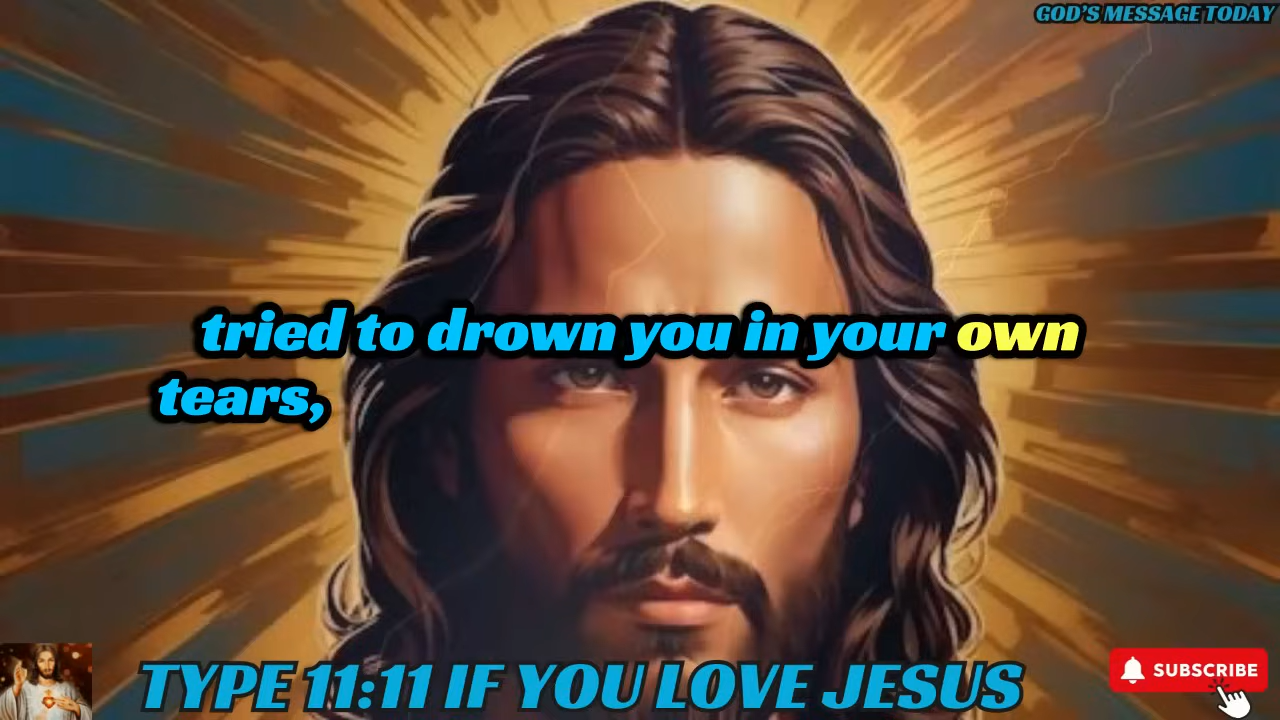 GOD'S MESSAGE TODAY
tried to drown you in your own
tears,
TYPE 11:11 IF YOU LOVE JESUS
SUBSCRIBE